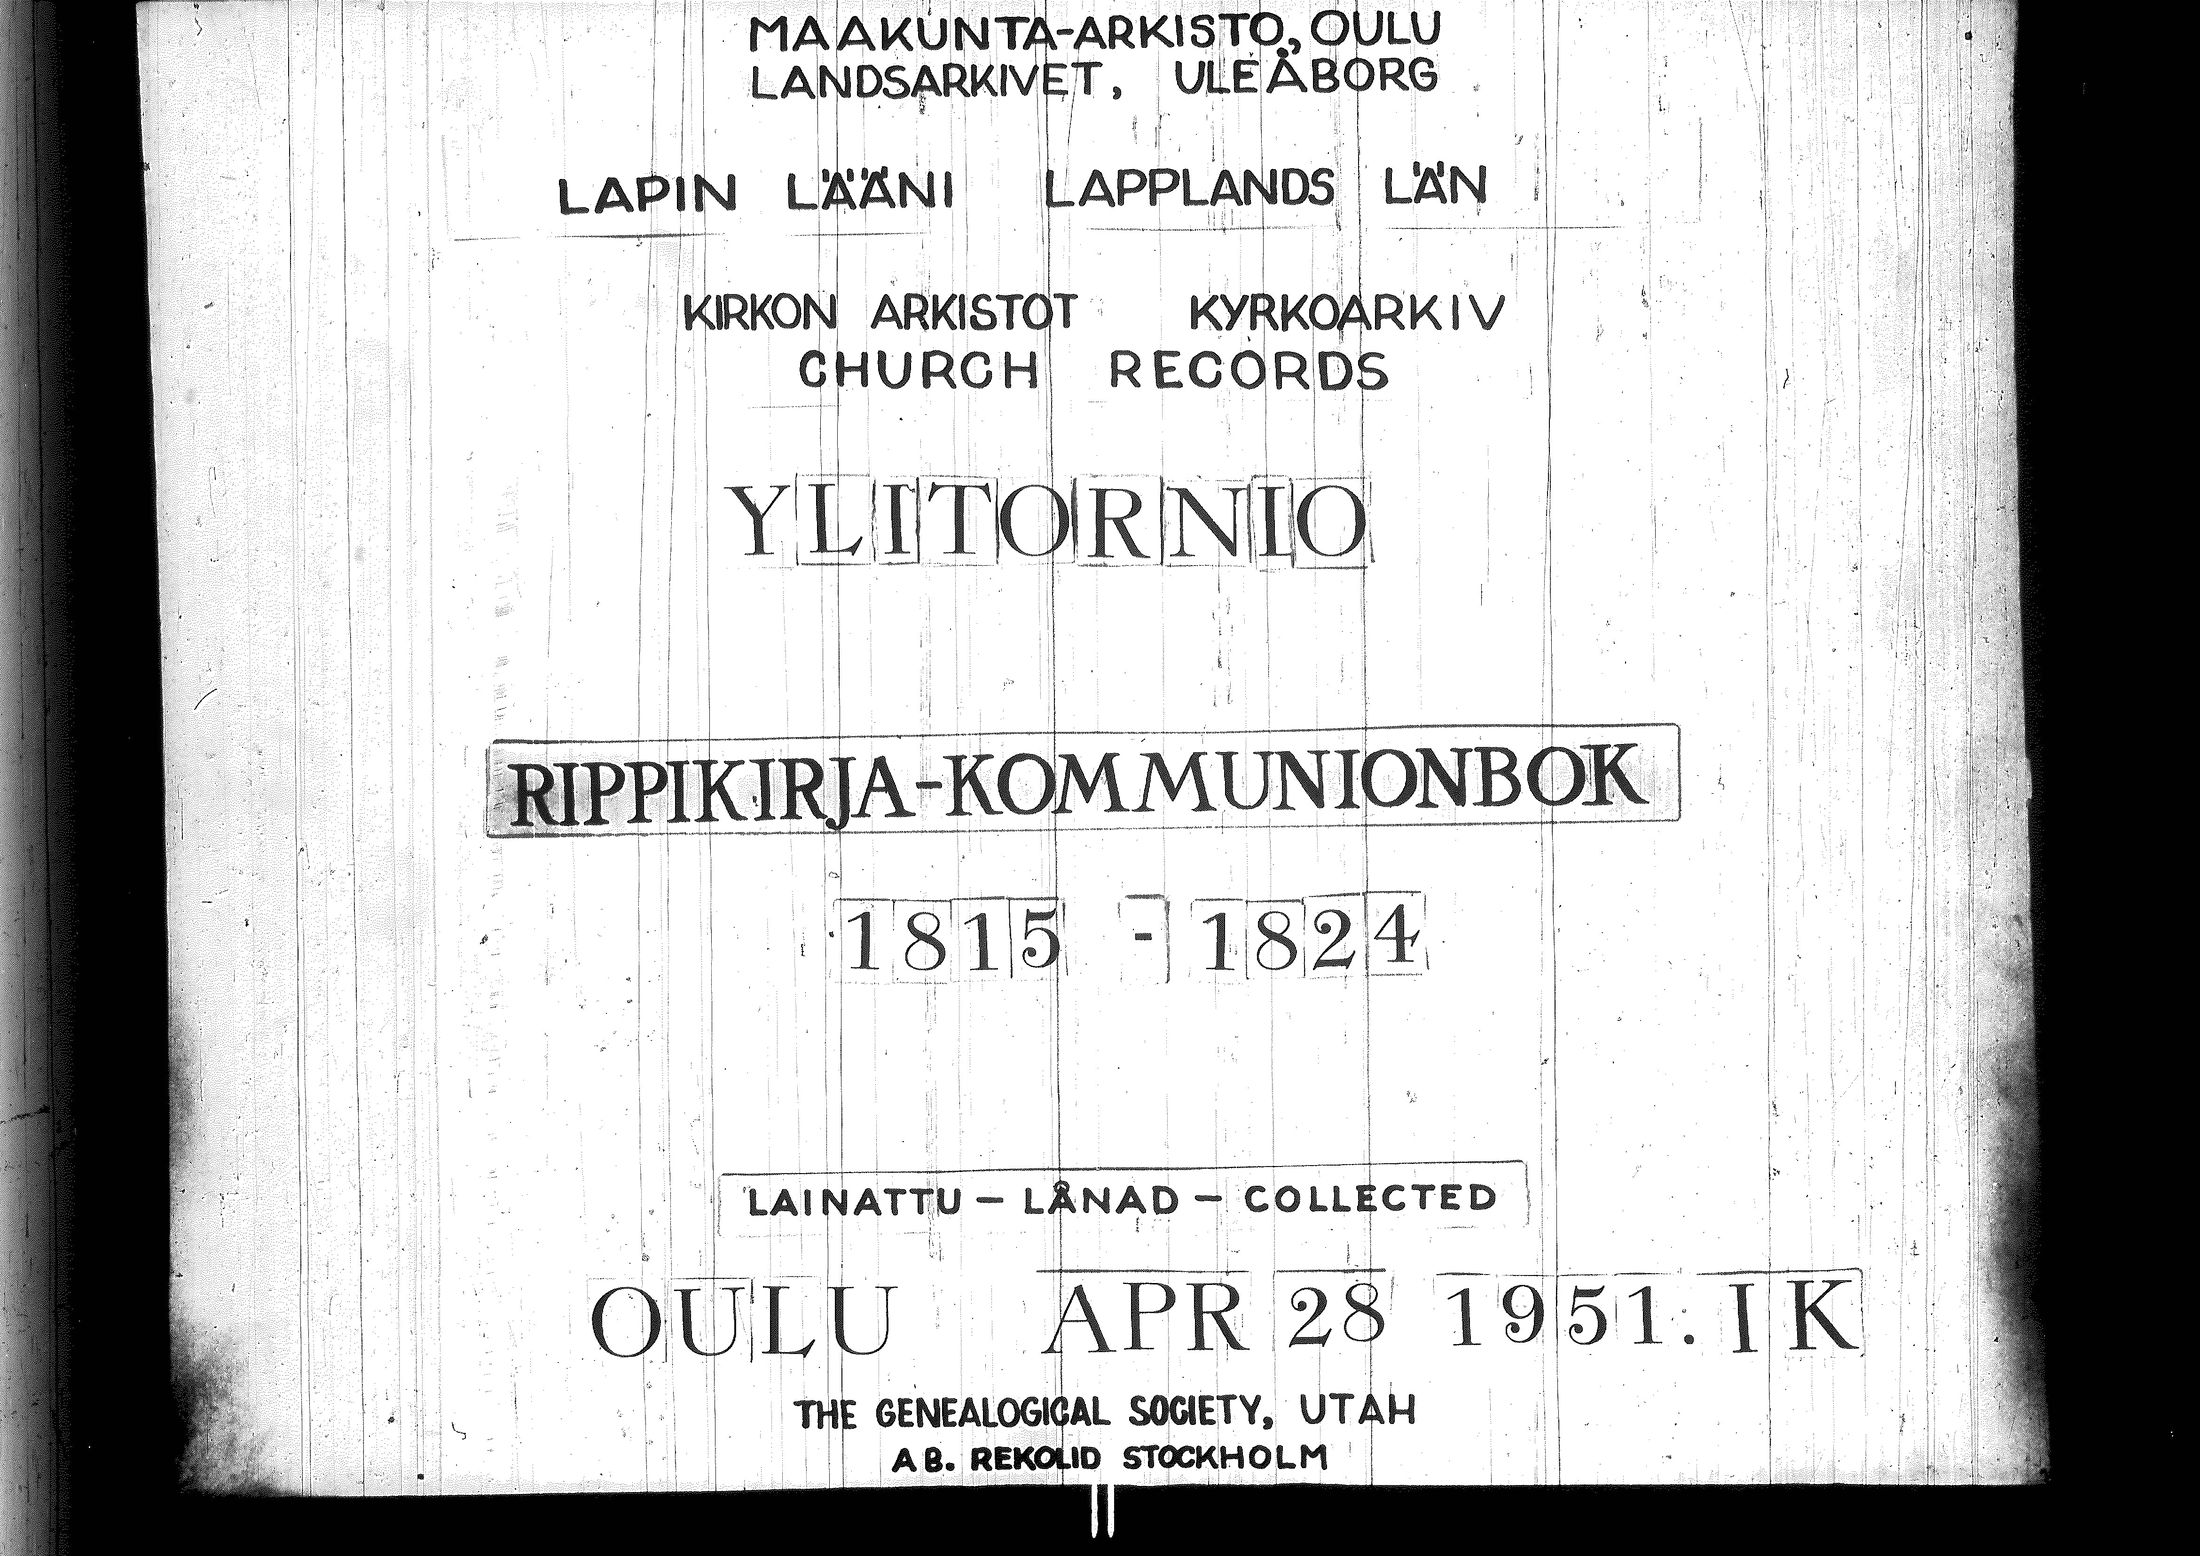 MAAKUNTA-ARKISTO, OULU
LANDSARKIVET, ULEÅBORG
LAPIN LÄÄNI LAPPLANDS LÄN
KIRKON ARKISTOT KYRKOARKIV
CHURCH RECORDS
YLITORNIO
RIPPIKIRJA-KOMMUNIONBOK
1815 - 1824
LAINATTU - LÅNAD - COLLECTED
OULU APR 28 1951. IK
THE GENEALOGICAL SOCIETY, UTAH
AB. REKOLID STOCKHOLM